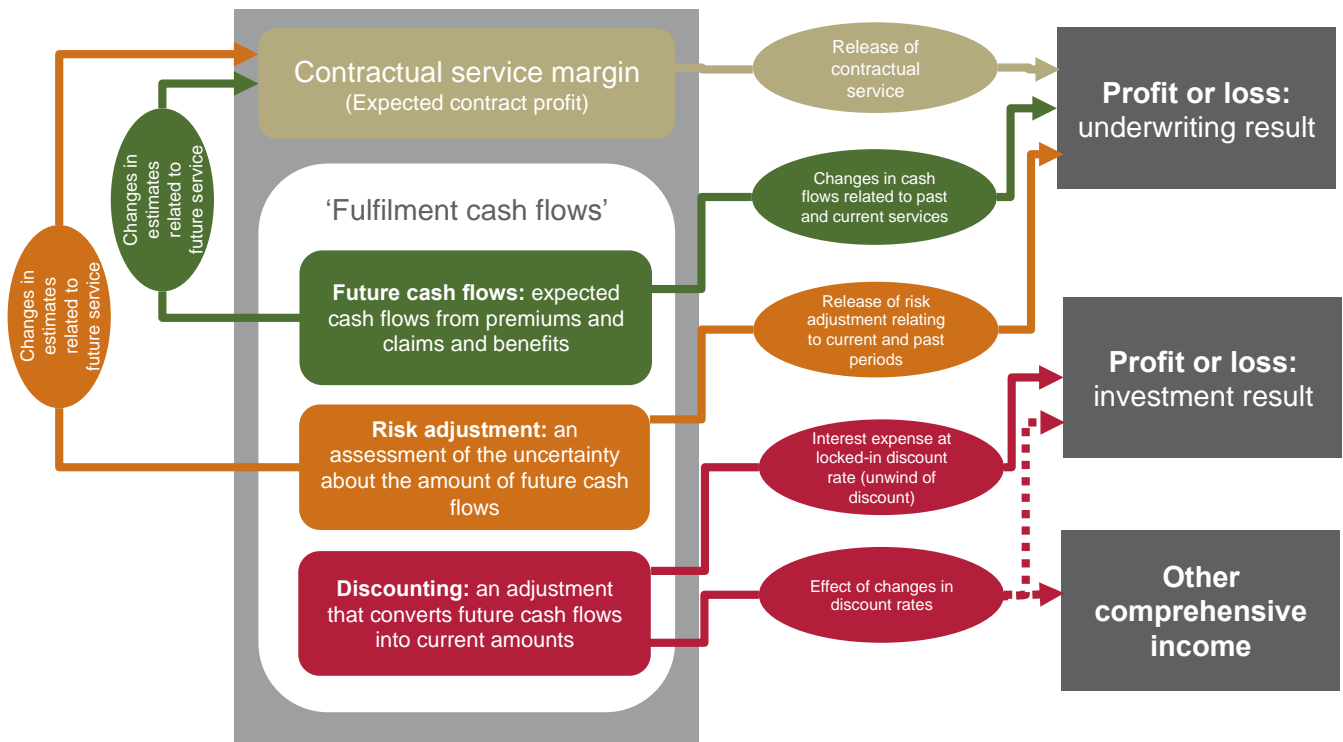 Contractual service margin
(Expected contract profit)
Release of
contractual
service
Profit or loss:
underwriting result
Changes in
estimates
related to
future service
Changes in
estimates
related to
future service
‘Fulfilment cash flows’
Changes in cash
flows related to past
and current services
Future cash flows: expected
cash flows from premiums and
claims and benefits
Release of risk
adjustment relating
to current and past
periods
Profit or loss:
investment result
Risk adjustment: an
assessment of the uncertainty
about the amount of future cash
flows
Interest expense at
locked-in discount
rate (unwind of
discount)
Discounting: an adjustment
that converts future cash flows
into current amounts
Effect of changes in
discount rates
Other
comprehensive
income